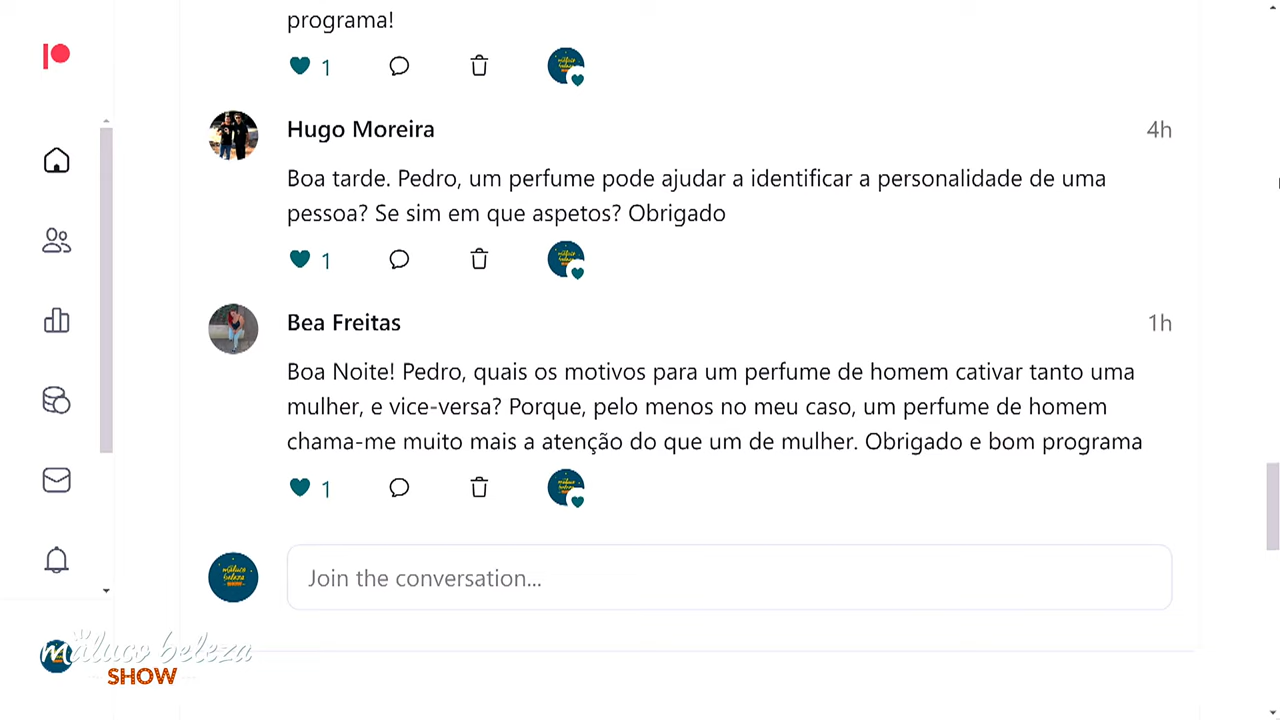 programa!
1
Hugo Moreira
4h
Boa tarde. Pedro, um perfume pode ajudar a identificar a personalidade de uma
pessoa? Se sim em que aspetos? Obrigado
1
Bea Freitas
1h
Boa Noite! Pedro, quais os motivos para um perfume de homem cativar tanto uma
mulher, e vice-versa? Porque, pelo menos no meu caso, um perfume de homem
chama-me muito mais a atenção do que um de mulher. Obrigado e bom programa
1
maluco
beleza
Join the conversation...
maluco beleza
SHOW